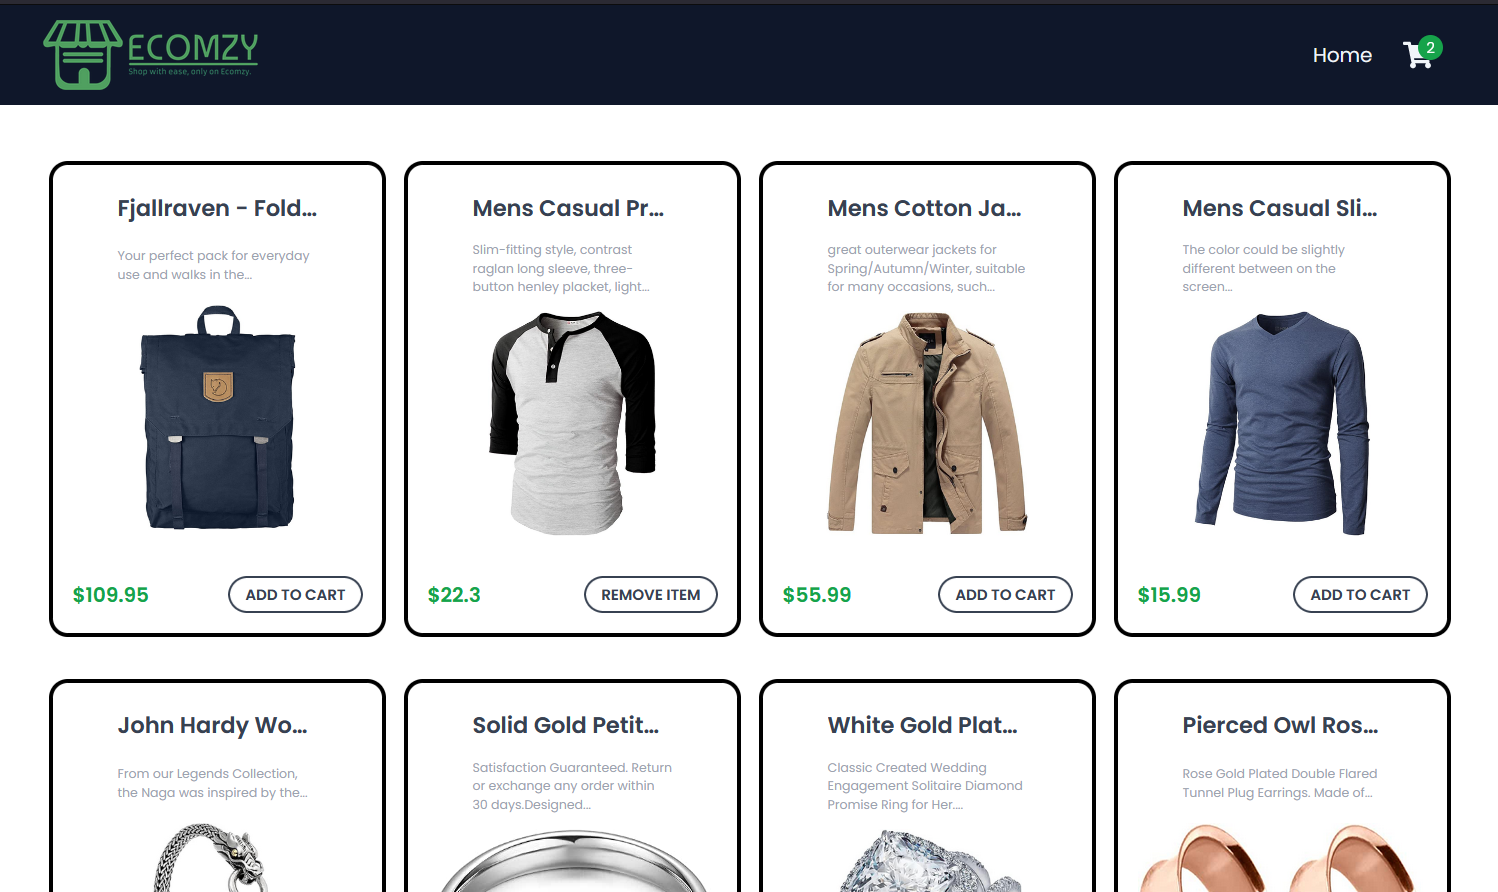 ECOMZY
Shop with ease, only on Ecomzy.
Home
2
Fjallraven - Fold...
Your perfect pack for everyday
use and walks in the...
$109.95
ADD TO CART
Mens Casual Pr...
Slim-fitting style, contrast
raglan long sleeve, three-
button henley placket, light...
$22.3
REMOVE ITEM
Mens Cotton Ja...
great outerwear jackets for
Spring/Autumn/Winter, suitable
for many occasions, such...
$55.99
ADD TO CART
Mens Casual Sli...
The color could be slightly
different between on the
screen...
$15.99
ADD TO CART
John Hardy Wo...
From our Legends Collection,
the Naga was inspired by the...
Solid Gold Petit...
Satisfaction Guaranteed. Return
or exchange any order within
30 days.Designed...
White Gold Plat...
Classic Created Wedding
Engagement Solitaire Diamond
Promise Ring for Her....
Pierced Owl Ros...
Rose Gold Plated Double Flared
Tunnel Plug Earrings. Made of...